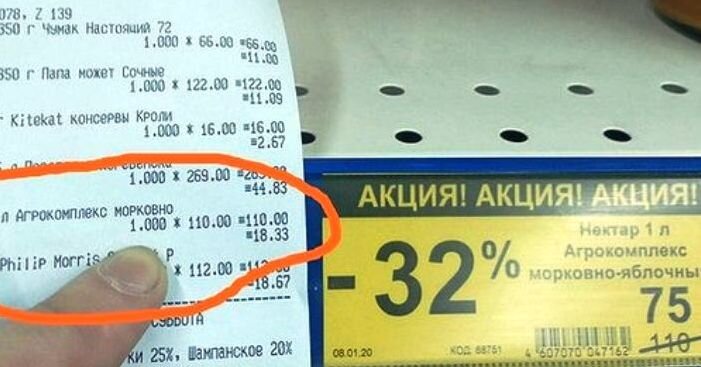 078, Z 139
350 г Чумак Настоящий 72
1.000 * 66.00 =66.00
=11.00
350 г Папа может Сочные
1.000 * 122.00 =122.00
=11.09
г Kitekat консервы Кроли
1.000 * 16.00 =16.00
=2.67
1.000 * 269.00
=44.83
л Агрокомплекс морковно
1.000 * 110.00 =110.00
=18.33
Philip Morris
* 112.00
=18.67
СУББОТА
ки 25%, Шампанское 20%
АКЦИЯ! АКЦИЯ! АКЦИЯ!
Нектар 1 л
Агрокомплекс
морковно-яблочны
-32%
75
110
08.01.20 КОД 68751 4 607070 047162